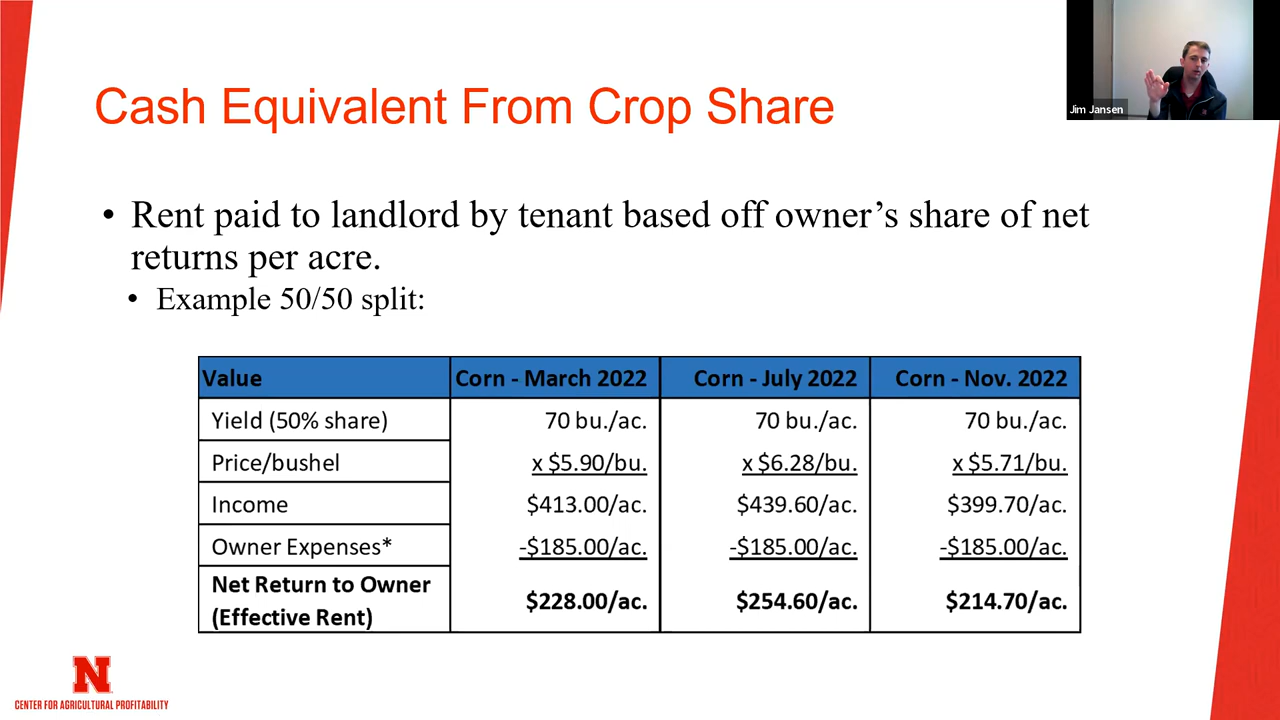 Jim Jansen
Cash Equivalent From Crop Share
• Rent paid to landlord by tenant based off owner’s share of net
returns per acre.
• Example 50/50 split:
Value Corn - March 2022 Corn - July 2022 Corn - Nov. 2022
Yield (50% share) 70 bu./ac. 70 bu./ac. 70 bu./ac.
Price/bushel x $5.90/bu. x $6.28/bu. x $5.71/bu.
Income $413.00/ac. $439.60/ac. $399.70/ac.
Owner Expenses* -$185.00/ac. -$185.00/ac. -$185.00/ac.
Net Return to Owner
(Effective Rent) $228.00/ac. $254.60/ac. $214.70/ac.
N
CENTER FOR AGRICULTURAL PROFITABILITY